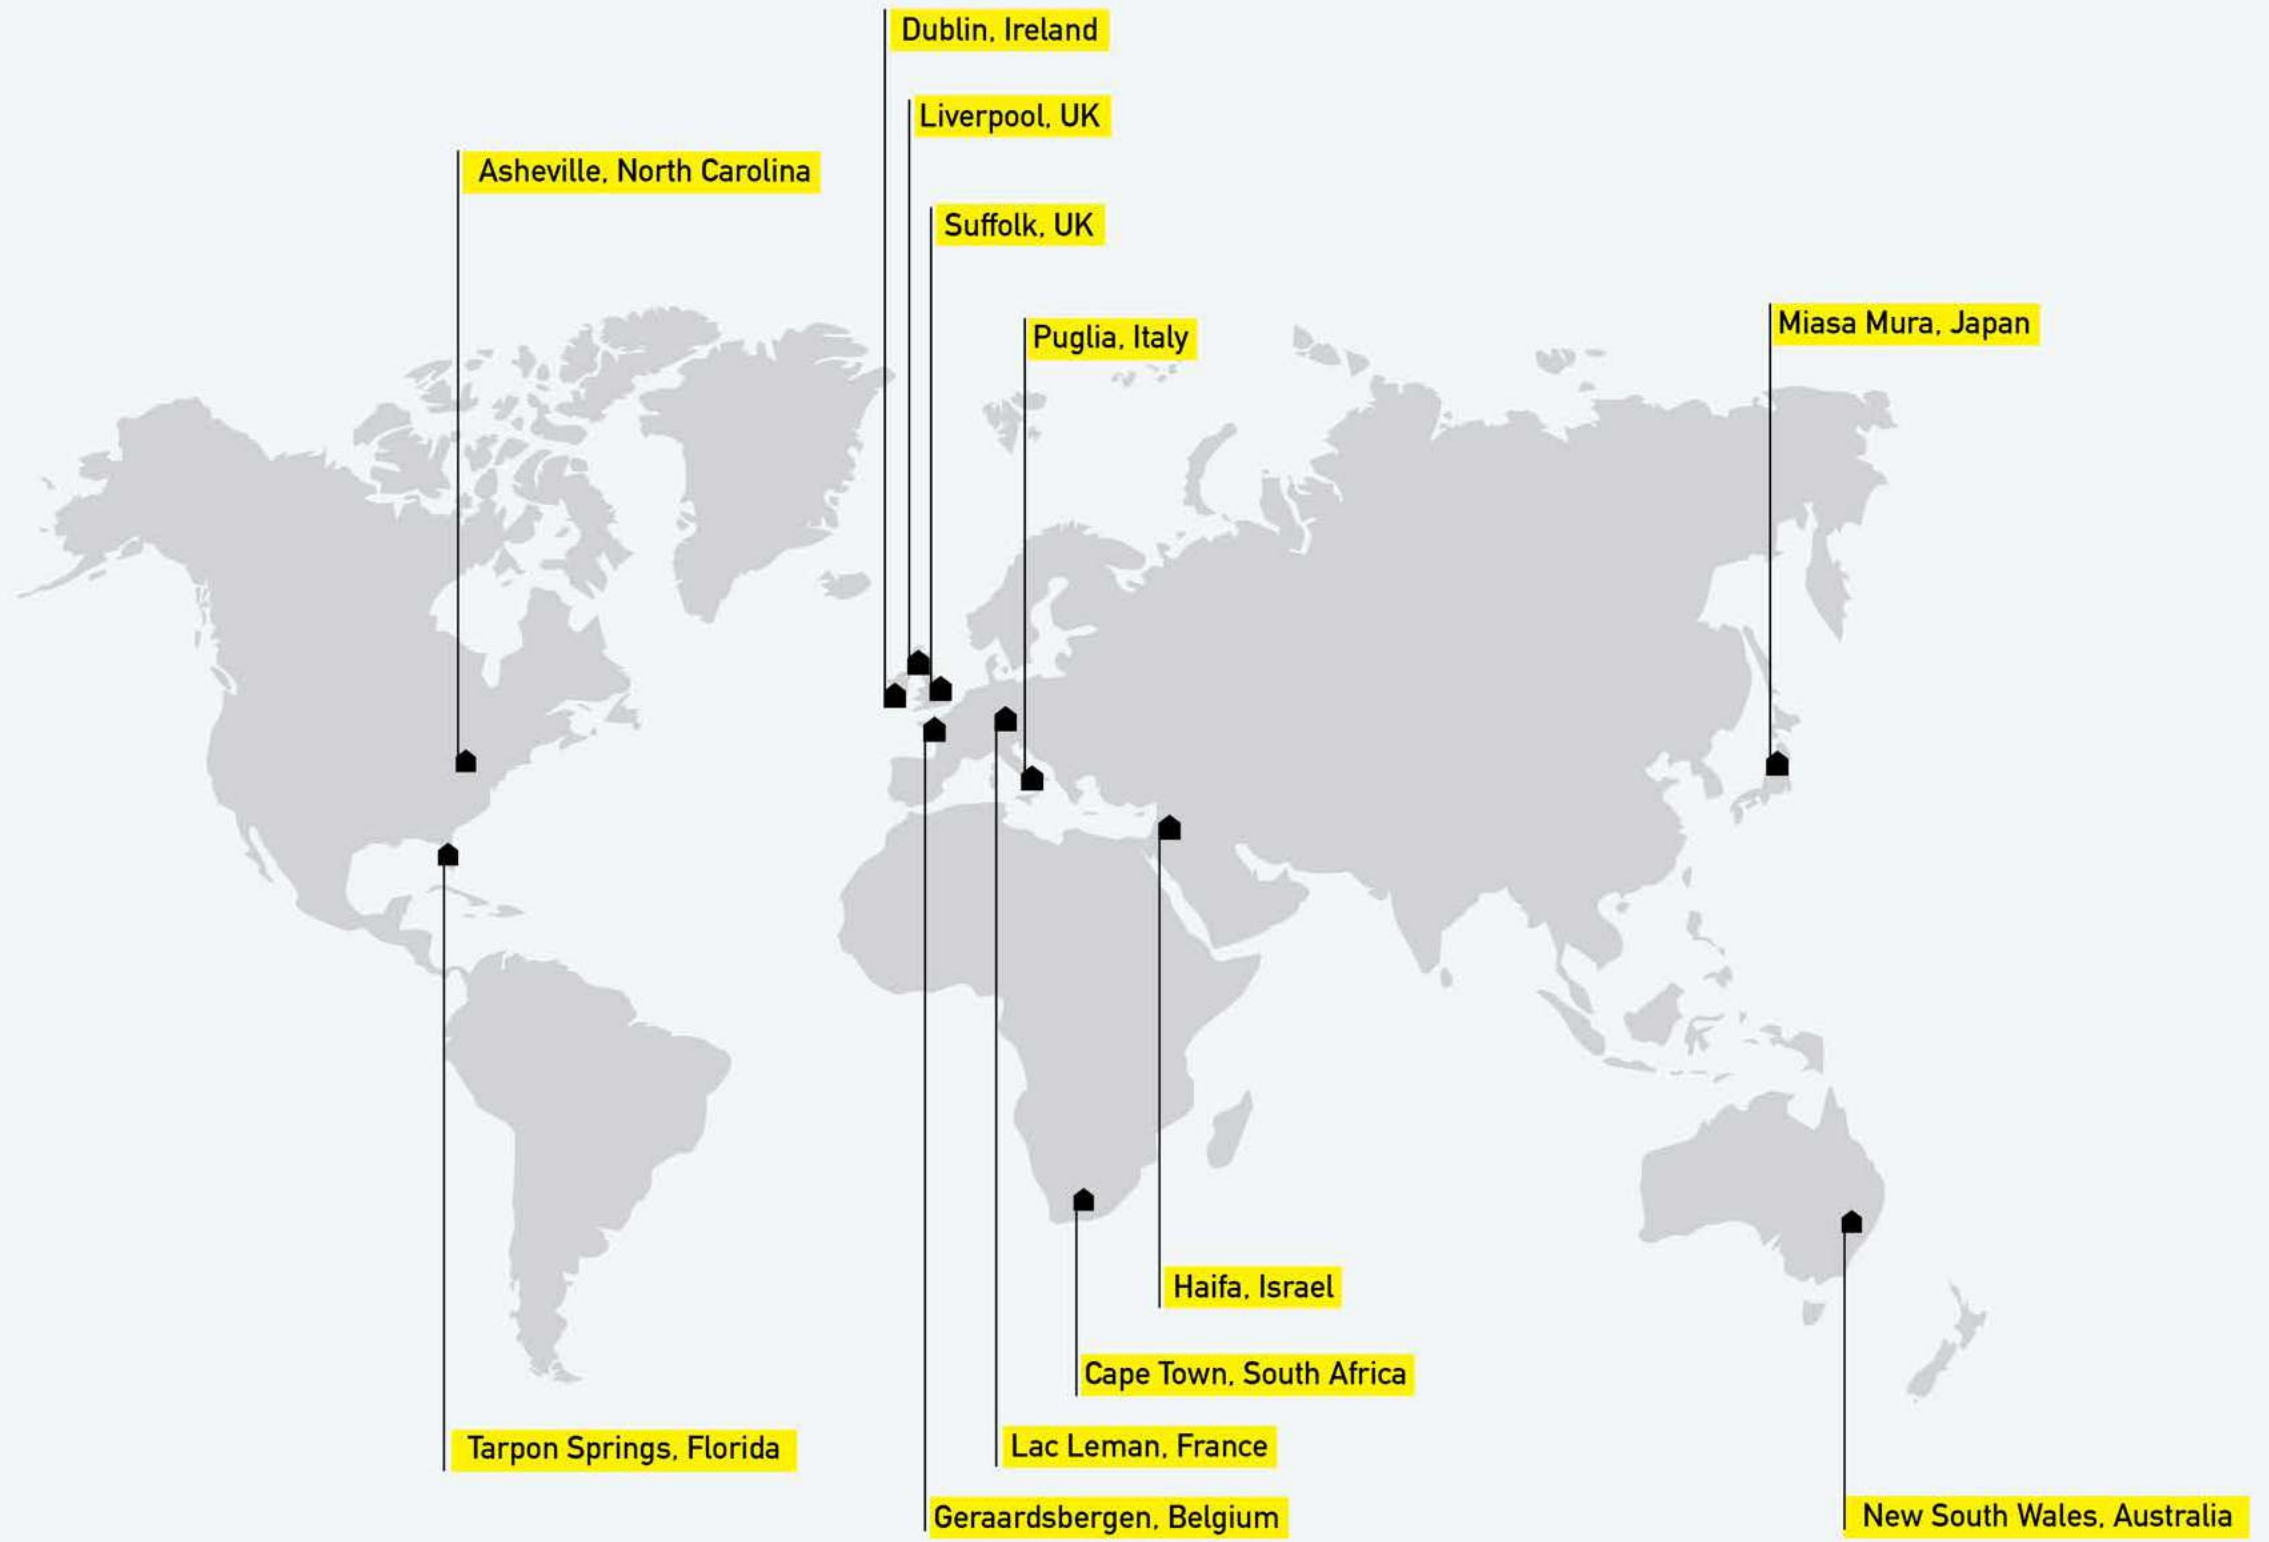 Dublin, Ireland
Liverpool, UK
Asheville, North Carolina
Suffolk, UK
Miasa Mura, Japan
Puglia, Italy
Haifa, Israel
Cape Town, South Africa
Lac Leman, France
Tarpon Springs, Florida
Geraardsbergen, Belgium
New South Wales, Australia